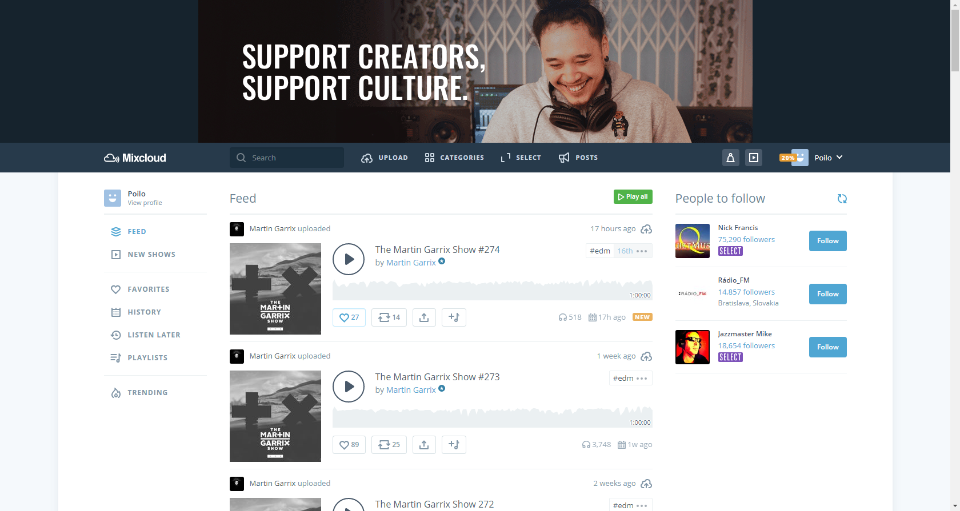 SUPPORT CREATORS,
SUPPORT CULTURE.
Mixcloud
Search
UPLOAD
CATEGORIES
SELECT
POSTS
28%
Poilo
Poilo
View profile
FEED
NEW SHOWS
FAVORITES
HISTORY
LISTEN LATER
PLAYLISTS
TRENDING
Feed
Play all
Martin Garrix uploaded
17 hours ago
THE MARTIN GARRIX SHOW
The Martin Garrix Show #274
by Martin Garrix
#edm
16th
1:00:00
27
14
518
17h ago
NEW
Martin Garrix uploaded
1 week ago
THE MARTIN GARRIX SHOW
The Martin Garrix Show #273
by Martin Garrix
#edm
1:00:00
89
25
3,748
1w ago
Martin Garrix uploaded
2 weeks ago
The Martin Garrix Show 272
#edm
People to follow
Nick Francis
75,290 followers
SELECT
Follow
RÁDIO_FM
Rádio_FM
14,857 followers
Bratislava, Slovakia
Follow
Jazzmaster Mike
18,654 followers
SELECT
Follow